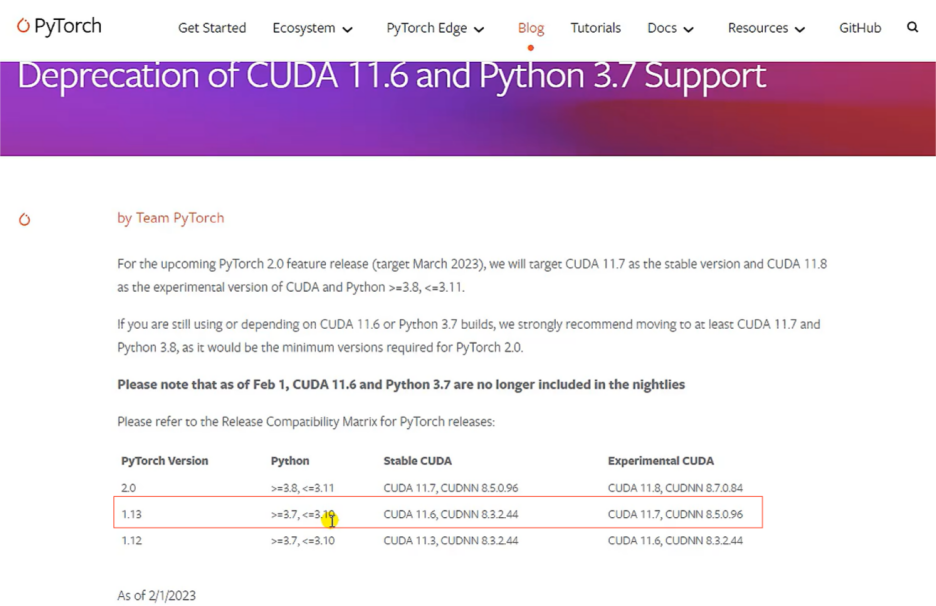 PyTorch Get Started Ecosystem PyTorch Edge Blog Tutorials Docs Resources GitHub
Deprecation of CUDA 11.6 and Python 3.7 Support
by Team PyTorch
For the upcoming PyTorch 2.0 feature release (target March 2023), we will target CUDA 11.7 as the stable version and CUDA 11.8
as the experimental version of CUDA and Python >=3.8, <=3.11.
If you are still using or depending on CUDA 11.6 or Python 3.7 builds, we strongly recommend moving to at least CUDA 11.7 and
Python 3.8, as it would be the minimum versions required for PyTorch 2.0.
Please note that as of Feb 1, CUDA 11.6 and Python 3.7 are no longer included in the nightlies
Please refer to the Release Compatibility Matrix for PyTorch releases:
PyTorch Version Python Stable CUDA Experimental CUDA
2.0 >=3.8, <=3.11 CUDA 11.7, CUDNN 8.5.0.96 CUDA 11.8, CUDNN 8.7.0.84
1.13 >=3.7, <=3.10 CUDA 11.6, CUDNN 8.3.2.44 CUDA 11.7, CUDNN 8.5.0.96
1.12 >=3.7, <=3.10 CUDA 11.3, CUDNN 8.3.2.44 CUDA 11.6, CUDNN 8.3.2.44
As of 2/1/2023